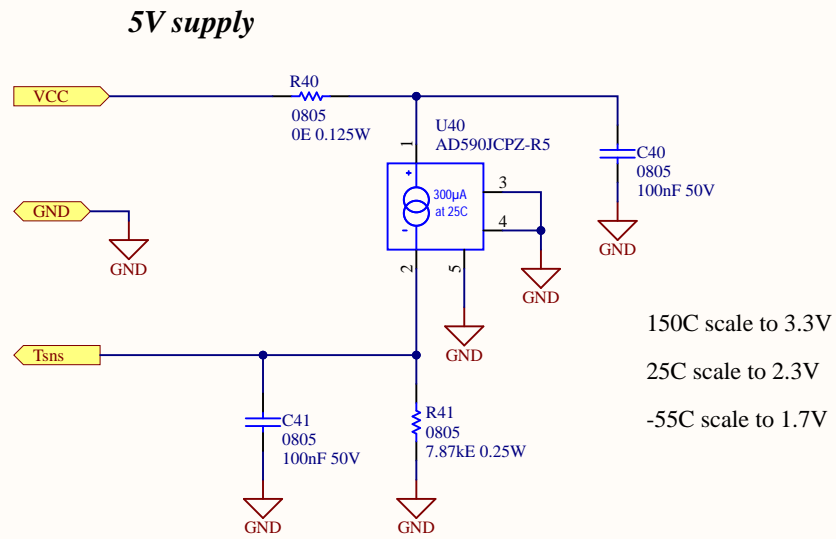 5V supply
VCC
R40
0805
0E 0.125W
U40
AD590JCPZ-R5
C40
0805
100nF 50V
1
300µA
at 25C
+
-
3
4
2
5
GND
GND
GND
GND
GND
Tsns
C41
0805
100nF 50V
R41
0805
7.87kE 0.25W
GND
GND
150C scale to 3.3V
25C scale to 2.3V
-55C scale to 1.7V